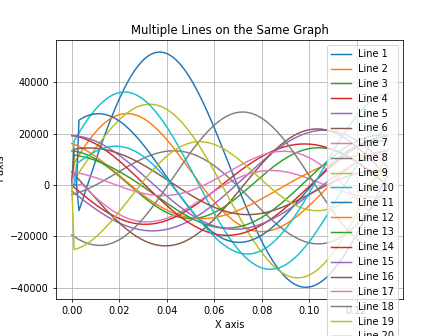 Multiple Lines on the Same Graph
40000
20000
0
−20000
−40000
0.00
0.02
0.04
0.06
0.08
0.10
X axis
Line 1
Line 2
Line 3
Line 4
Line 5
Line 6
Line 7
Line 8
Line 9
Line 10
Line 11
Line 12
Line 13
Line 14
Line 15
Line 16
Line 17
Line 18
Line 19
Line 20